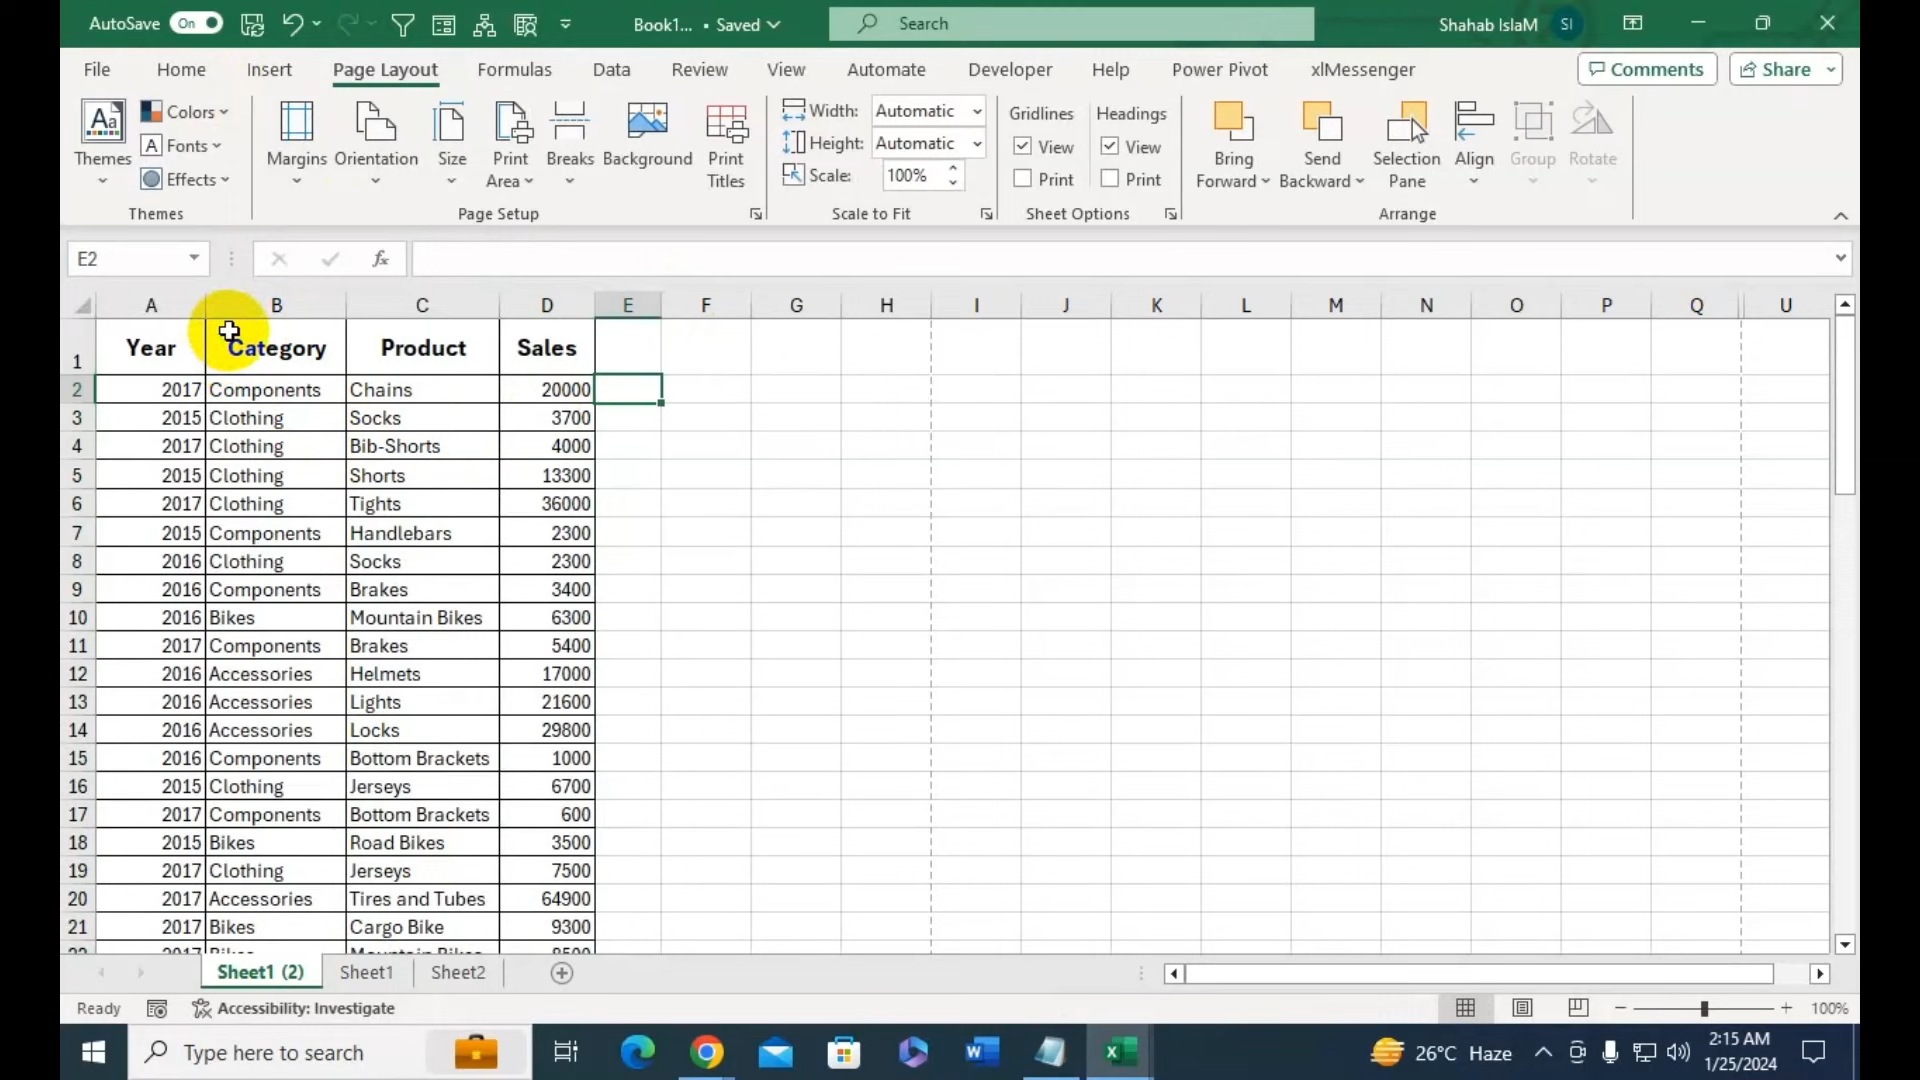 AutoSave On Book1... • Saved Search Shahab IslaM SI
File Home Insert Page Layout Formulas Data Review View Automate Developer Help Power Pivot xlMessenger Comments Share
Themes
Colors
Fonts
Effects
Themes
Margins Orientation Size Print Area Breaks Background Print Titles
Page Setup
Width: Automatic
Height: Automatic
Scale: 100%
Scale to Fit
Gridlines Headings
View View
Print Print
Sheet Options
Bring Forward Send Backward Selection Pane Align Group Rotate
Arrange
E2 fx
A B C D E F G H I J K L M N O P Q U
1 Year Category Product Sales
2 2017 Components Chains 20000
3 2015 Clothing Socks 3700
4 2017 Clothing Bib-Shorts 4000
5 2015 Clothing Shorts 13300
6 2017 Clothing Tights 36000
7 2015 Components Handlebars 2300
8 2016 Clothing Socks 2300
9 2016 Components Brakes 3400
10 2016 Bikes Mountain Bikes 6300
11 2017 Components Brakes 5400
12 2016 Accessories Helmets 17000
13 2016 Accessories Lights 21600
14 2016 Accessories Locks 29800
15 2016 Components Bottom Brackets 1000
16 2015 Clothing Jerseys 6700
17 2017 Components Bottom Brackets 600
18 2015 Bikes Road Bikes 3500
19 2017 Clothing Jerseys 7500
20 2017 Accessories Tires and Tubes 64900
21 2017 Bikes Cargo Bike 9300
22 2017 Bikes Mountain Bikes
Sheet1 (2) Sheet1 Sheet2
Ready Accessibility: Investigate 100%
Type here to search 26°C Haze 2:15 AM
1/25/2024